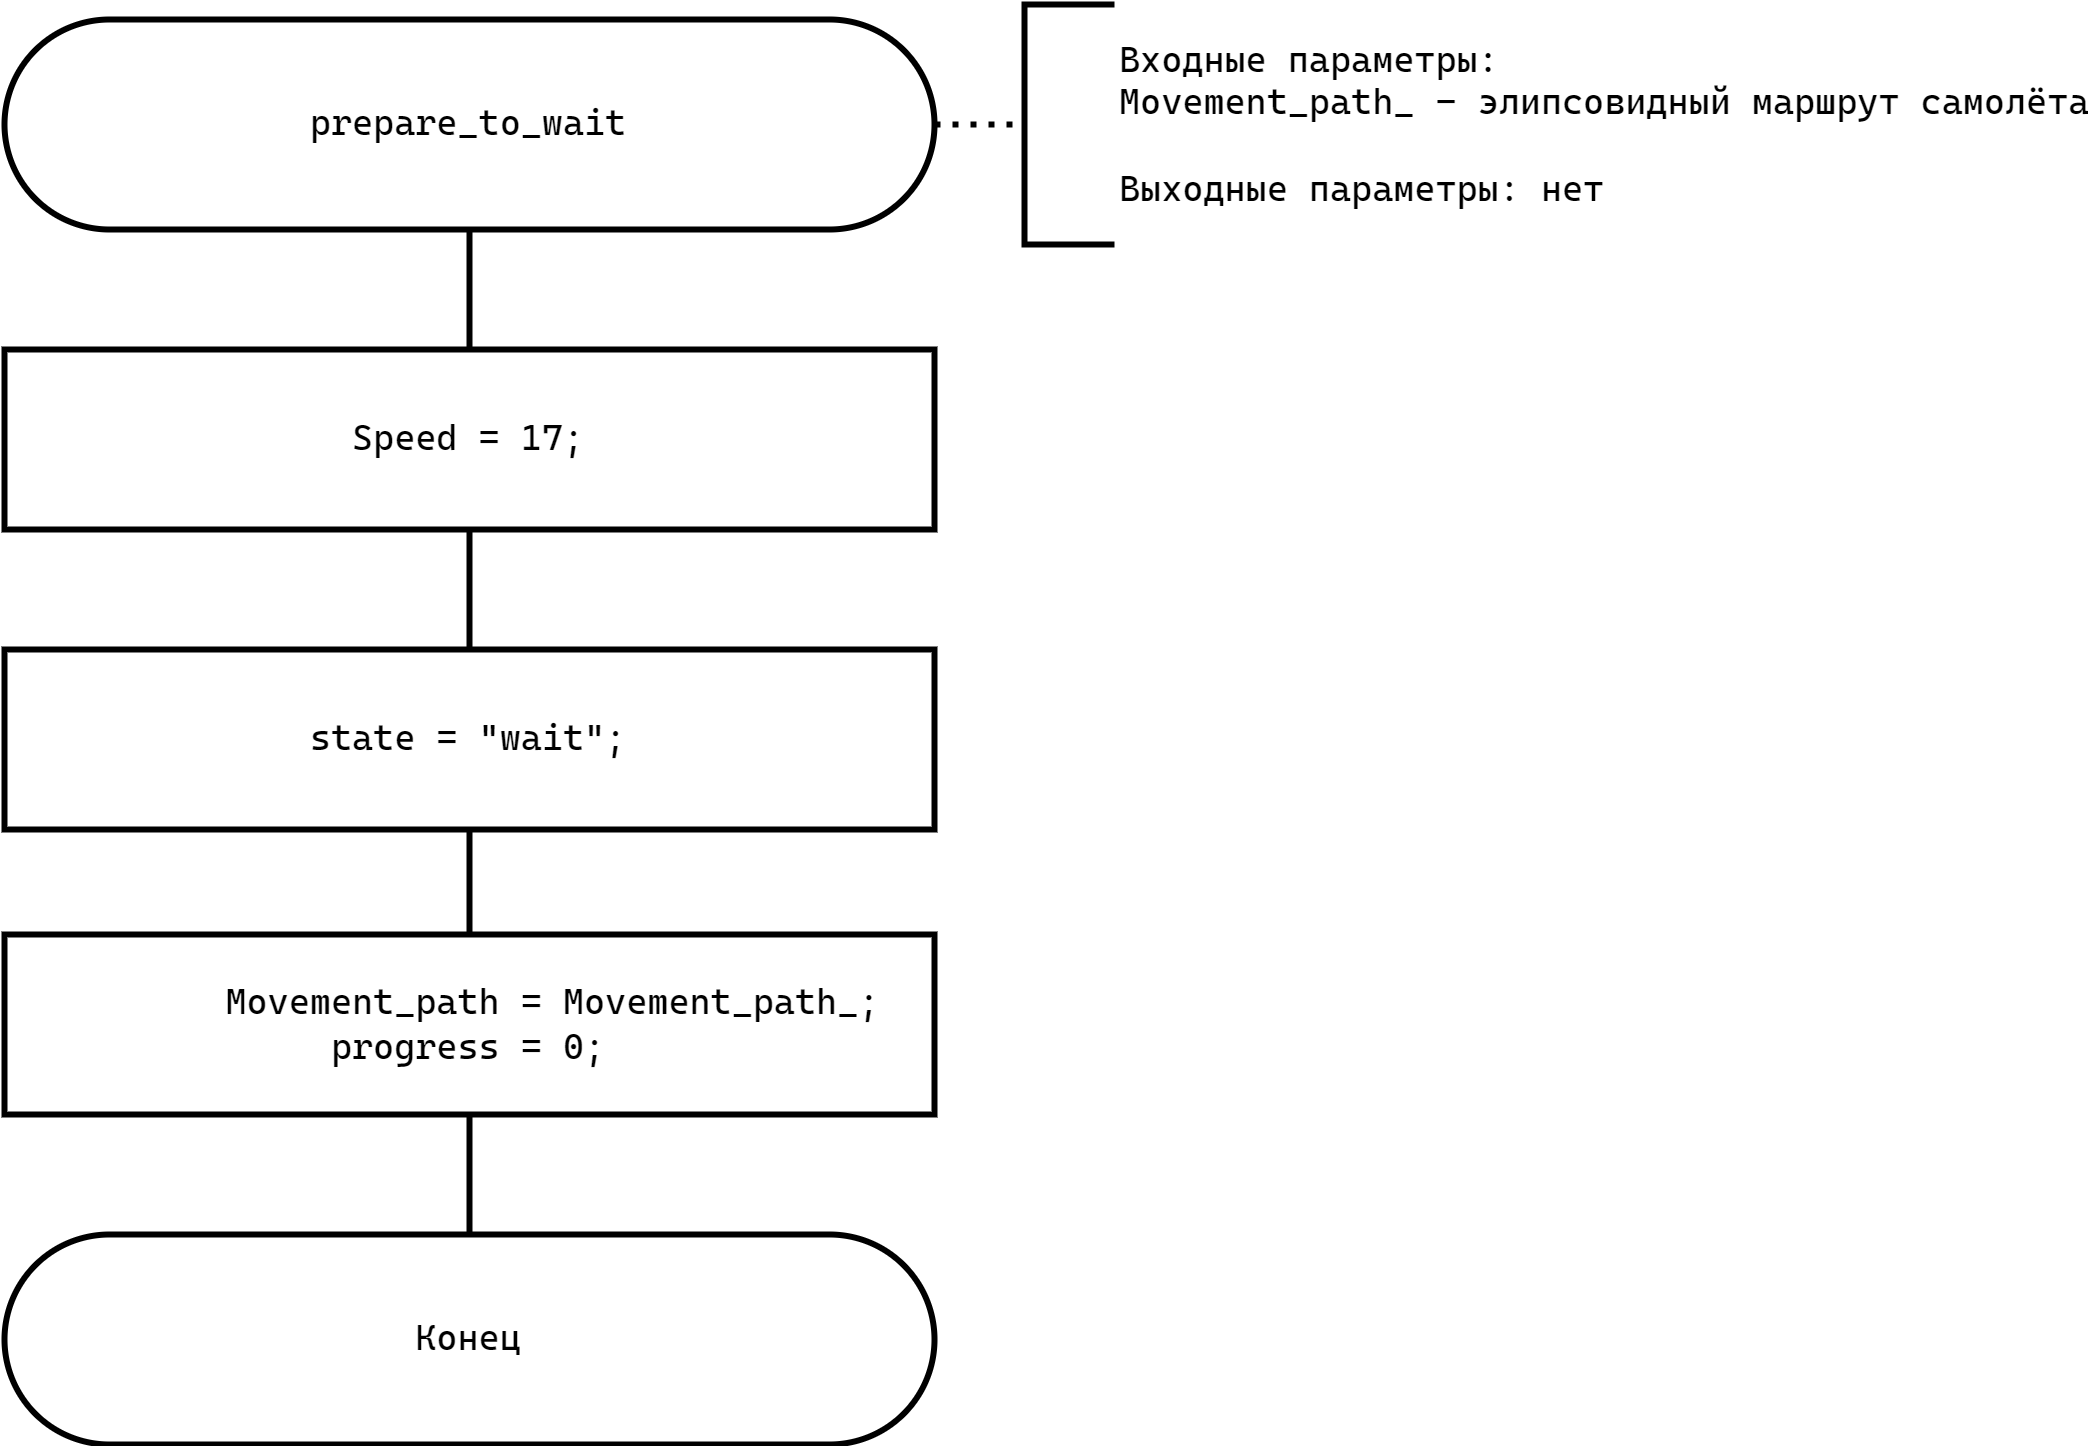 prepare_to_wait
Входные параметры:
Movement_path_ – элипсовидный маршрут самолёта
Выходные параметры: нет
Speed = 17;
state = "wait";
Movement_path = Movement_path_;
progress = 0;
Конец